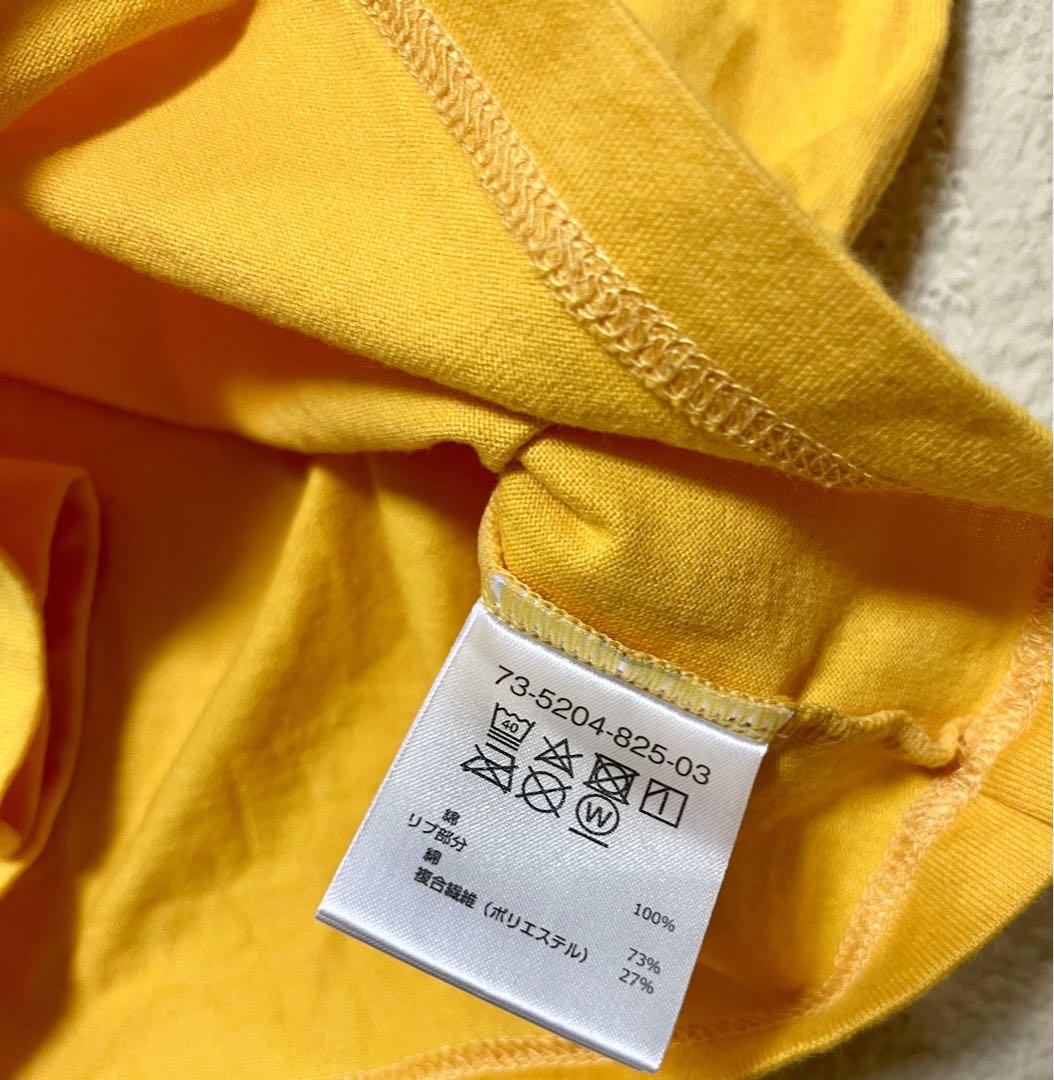 73-5204-825-03
40
W
綿 100%
リブ部分
綿 73%
複合繊維 (ポリエステル) 27%